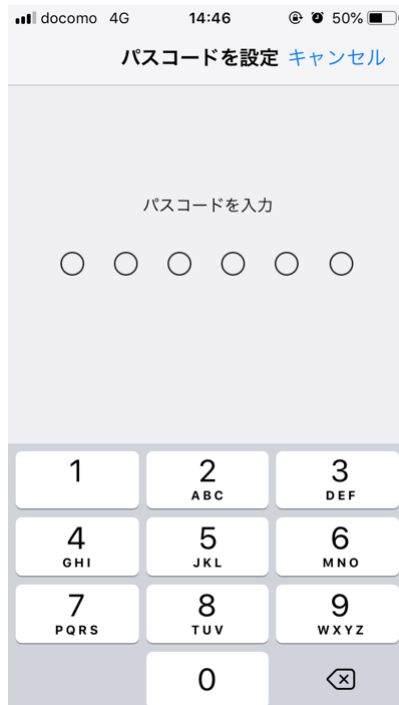 docomo 4G 14:46 50%
パスコードを設定 キャンセル
パスコードを入力
1 2 3
ABC DEF
4 5 6
GHI JKL MNO
7 8 9
PQRS TUV WXYZ
0